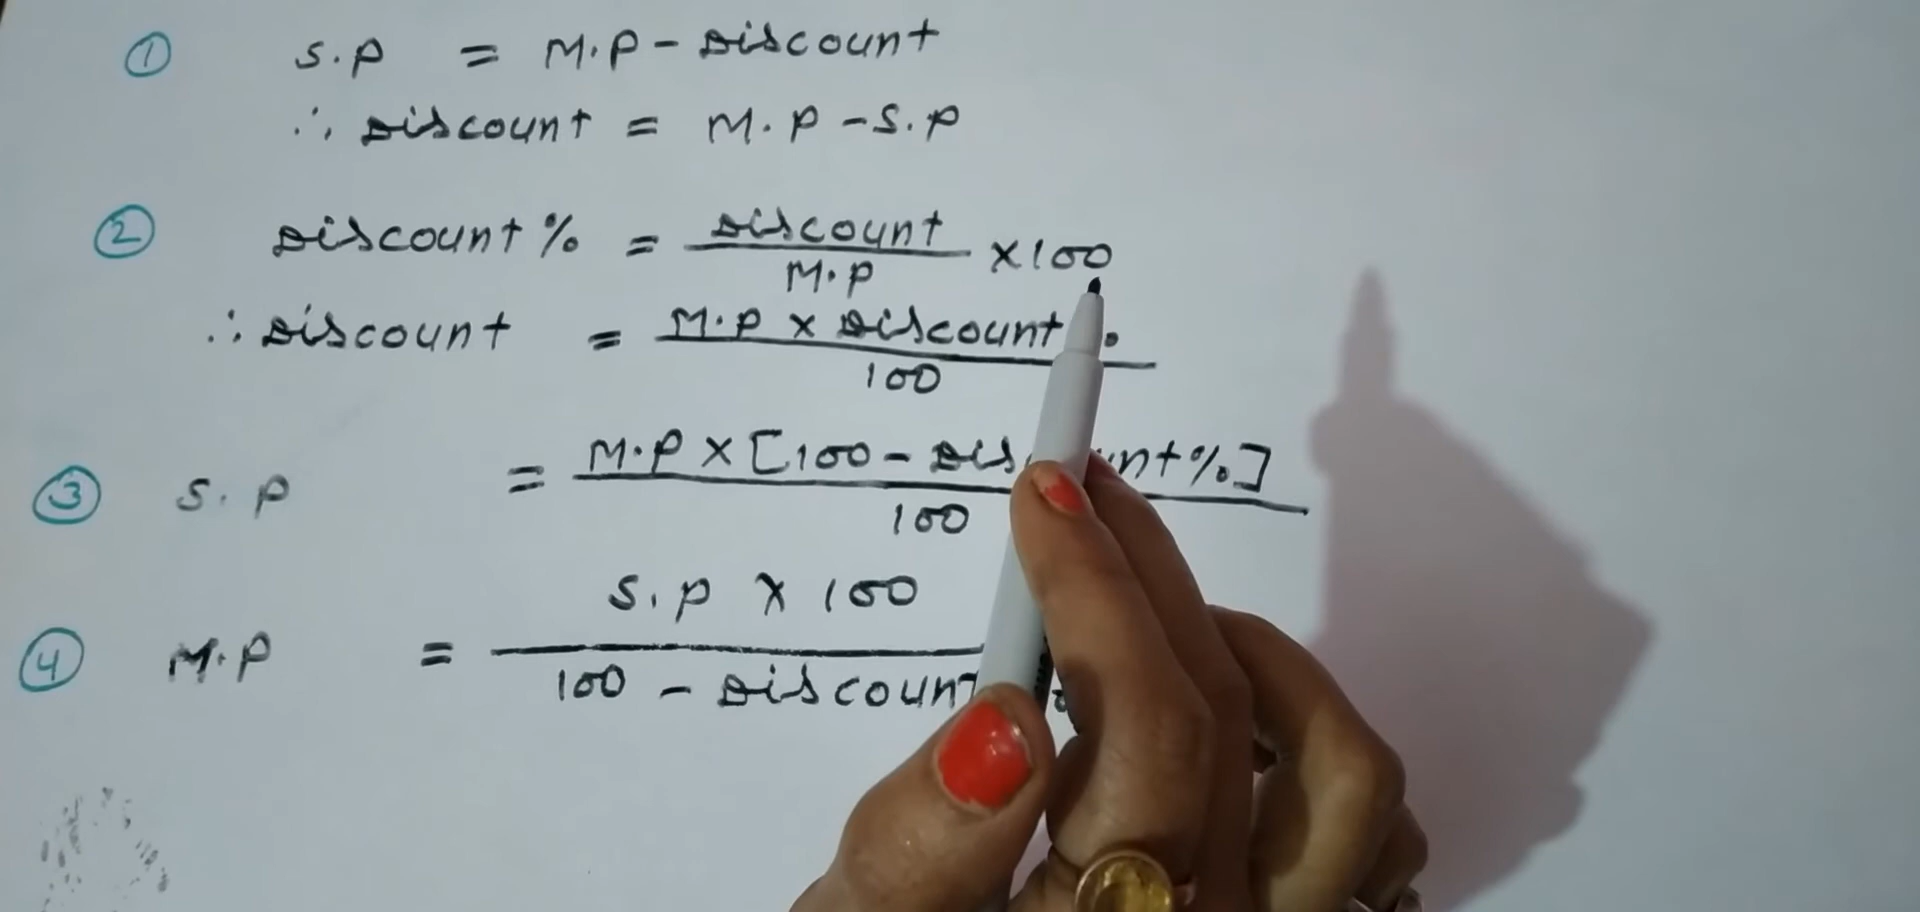 ① S.P = M.P - Discount
∴ Discount = M.P - S.P
② Discount % = Discount / M.P × 100
∴ Discount = M.P × Discount / 100
③ S.P = M.P × [100 - Discount%] / 100
④ M.P = S.P × 100 / 100 - Discount